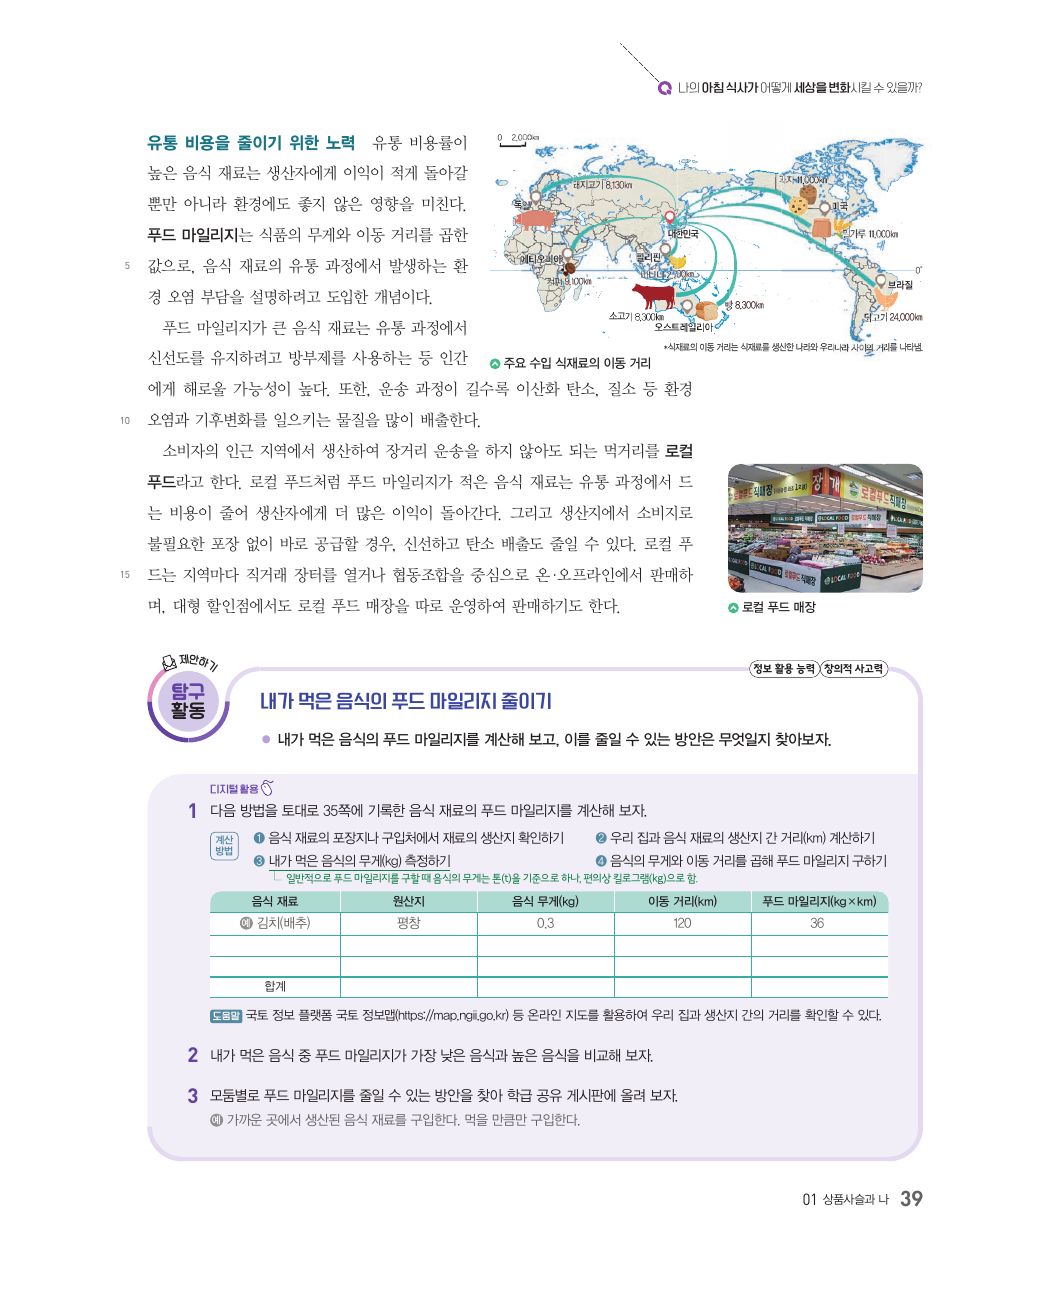 나의 아침 식사가 어떻게 세상을 변화시킬 수 있을까?
유통 비용을 줄이기 위한 노력 유통 비용률이
높은 음식 재료는 생산자에게 이익이 적게 돌아갈
뿐만 아니라 환경에도 좋지 않은 영향을 미친다.
푸드 마일리지는 식품의 무게와 이동 거리를 곱한
5 값으로, 음식 재료의 유통 과정에서 발생하는 환
경 오염 부담을 설명하려고 도입한 개념이다.
푸드 마일리지가 큰 음식 재료는 유통 과정에서
신선도를 유지하려고 방부제를 사용하는 등 인간
에게 해로울 가능성이 높다. 또한, 운송 과정이 길수록 이산화 탄소, 질소 등 환경
10 오염과 기후변화를 일으키는 물질을 많이 배출한다.
0 2,000km
돼지고기 8,130km
독일
과자 11,000km
미국
대한민국
밀가루 11,000km
에티오피아
필리핀
커피 9,100km
0°
브라질
소고기 8,300km
빵 8,300km
오스트레일리아
닭고기 24,000km
*식재료의 이동 거리는 식재료를 생산한 나라와 우리나라 사이의 거리를 나타냄.
주요 수입 식재료의 이동 거리
소비자의 인근 지역에서 생산하여 장거리 운송을 하지 않아도 되는 먹거리를 로컬
푸드라고 한다. 로컬 푸드처럼 푸드 마일리지가 적은 음식 재료는 유통 과정에서 드
는 비용이 줄어 생산자에게 더 많은 이익이 돌아간다. 그리고 생산지에서 소비지로
불필요한 포장 없이 바로 공급할 경우, 신선하고 탄소 배출도 줄일 수 있다. 로컬 푸
15 드는 지역마다 직거래 장터를 열거나 협동조합을 중심으로 온·오프라인에서 판매하
며, 대형 할인점에서도 로컬 푸드 매장을 따로 운영하여 판매하기도 한다.
로컬푸드 직매장
로컬푸드 직매장
LOCAL FOOD
로컬푸드 직매장
LOCAL FOOD
로컬 푸드 매장
제안하기
탐구
활동
정보 활용 능력 창의적 사고력
내가 먹은 음식의 푸드 마일리지 줄이기
내가 먹은 음식의 푸드 마일리지를 계산해 보고, 이를 줄일 수 있는 방안은 무엇일지 찾아보자.
디지털 활용
1 다음 방법을 토대로 35쪽에 기록한 음식 재료의 푸드 마일리지를 계산해 보자.
계산
방법
❶ 음식 재료의 포장지나 구입처에서 재료의 생산지 확인하기 ❷ 우리 집과 음식 재료의 생산지 간 거리(km) 계산하기
❸ 내가 먹은 음식의 무게(kg) 측정하기 ❹ 음식의 무게와 이동 거리를 곱해 푸드 마일리지 구하기
일반적으로 푸드 마일리지를 구할 때 음식의 무게는 톤(t)을 기준으로 하나, 편의상 킬로그램(kg)으로 함.
음식 재료 원산지 음식 무게(kg) 이동 거리(km) 푸드 마일리지(kg×km)
예 김치(배추) 평창 0.3 120 36
합계
도움말 국토 정보 플랫폼 국토 정보맵(https://map.ngii.go.kr) 등 온라인 지도를 활용하여 우리 집과 생산지 간의 거리를 확인할 수 있다.
2 내가 먹은 음식 중 푸드 마일리지가 가장 낮은 음식과 높은 음식을 비교해 보자.
3 모둠별로 푸드 마일리지를 줄일 수 있는 방안을 찾아 학급 공유 게시판에 올려 보자.
예 가까운 곳에서 생산된 음식 재료를 구입한다. 먹을 만큼만 구입한다.
01 상품사슬과 나 39